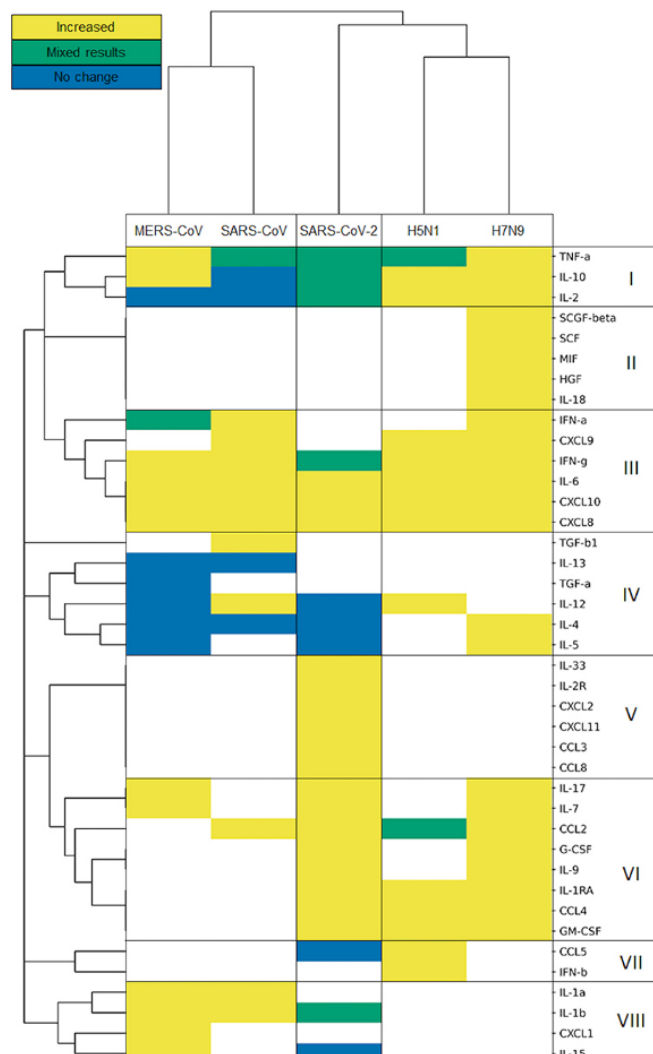 Increased
Mixed results
No change
MERS-CoV SARS-CoV SARS-CoV-2 H5N1 H7N9
TNF-a
IL-10
IL-2
I
SCGF-beta
SCF
MIF
HGF
IL-18
II
IFN-a
CXCL9
IFN-g
IL-6
CXCL10
CXCL8
III
TGF-b1
IL-13
TGF-a
IL-12
IL-4
IL-5
IV
IL-33
IL-2R
CXCL2
CXCL11
CCL3
CCL8
V
IL-17
IL-7
CCL2
G-CSF
IL-9
IL-1RA
CCL4
GM-CSF
VI
CCL5
IFN-b
VII
IL-1a
IL-1b
CXCL1
IL-15
VIII